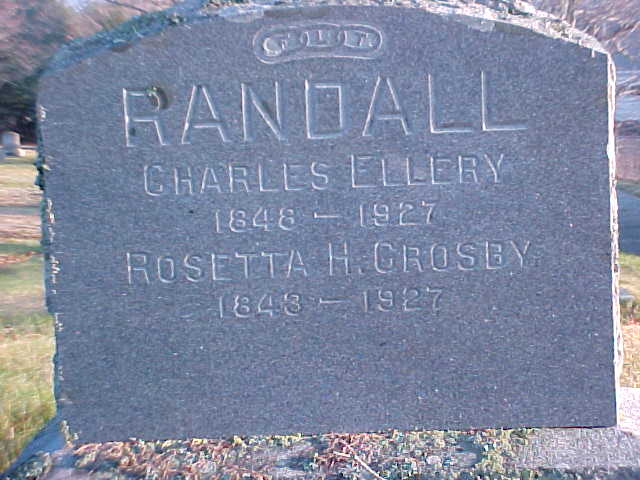 F L T
RANDALL
CHARLES ELLERY
1848 – 1927
ROSETTA H. CROSBY
1843 – 1927